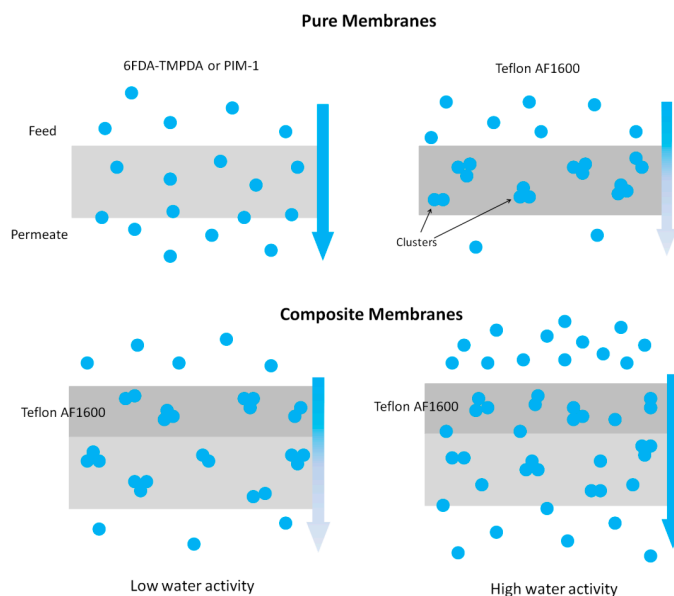 Pure Membranes
6FDA-TMPDA or PIM-1
Teflon AF1600
Feed
Permeate
Clusters
Composite Membranes
Teflon AF1600
Teflon AF1600
Low water activity
High water activity